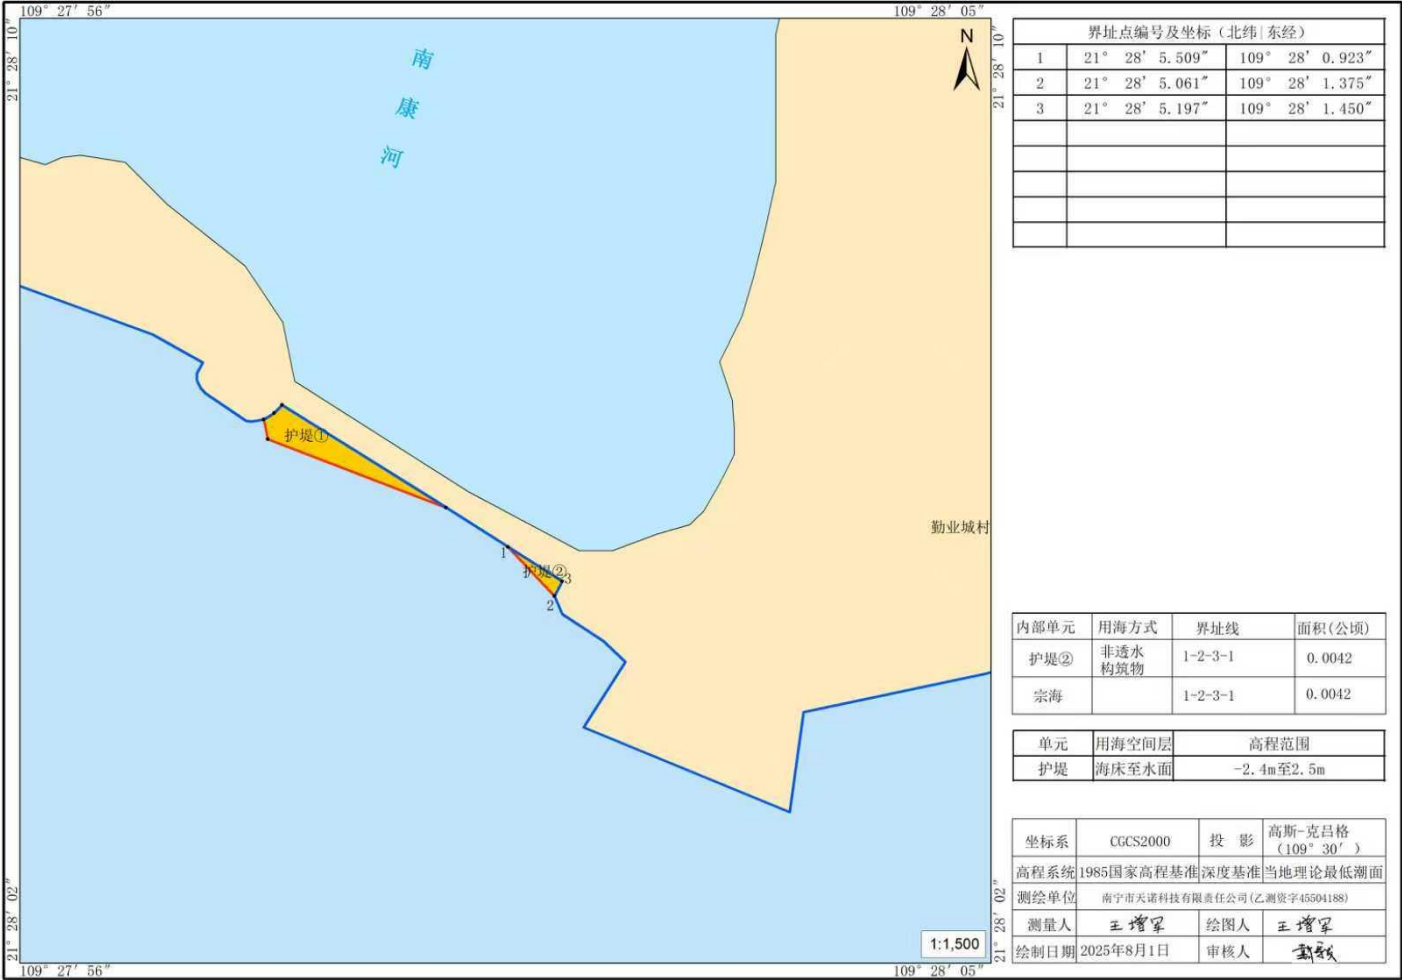 109° 27′ 56″
109° 28′ 05″
21° 28′ 10″
21° 28′ 10″
N
南
康
河
护堤①
护堤②
1
2
3
勤业城村
1:1,500
21° 28′ 02″
21° 28′ 02″
109° 27′ 56″
109° 28′ 05″
界址点编号及坐标（北纬|东经）
1 21° 28′ 5.509″ 109° 28′ 0.923″
2 21° 28′ 5.061″ 109° 28′ 1.375″
3 21° 28′ 5.197″ 109° 28′ 1.450″
内部单元 用海方式 界址线 面积(公顷)
护堤② 非透水
构筑物 1-2-3-1 0.0042
宗海 1-2-3-1 0.0042
单元 用海空间层 高程范围
护堤 海床至水面 -2.4m至2.5m
坐标系 CGCS2000 投 影 高斯-克吕格
（109° 30′ ）
高程系统 1985国家高程基准 深度基准 当地理论最低潮面
测绘单位 南宁市天诺科技有限责任公司(乙测资字45504188)
测量人 王增军 绘图人 王增军
绘制日期 2025年8月1日 审核人